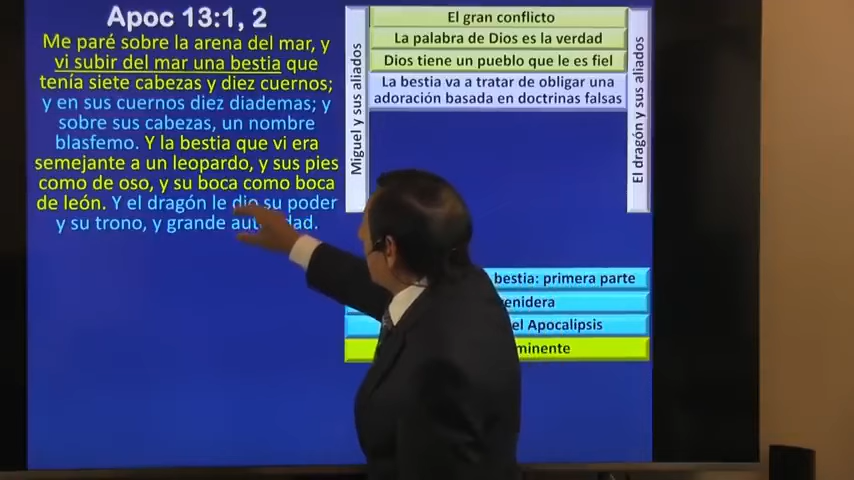 Apoc 13:1, 2
Me paré sobre la arena del mar, y
vi subir del mar una bestia que
tenía siete cabezas y diez cuernos;
y en sus cuernos diez diademas; y
sobre sus cabezas, un nombre
blasfemo. Y la bestia que vi era
semejante a un leopardo, y sus pies
como de oso, y su boca como boca
de león. Y el dragón le dio su poder
y su trono, y grande autoridad.
Miguel y sus aliados
El gran conflicto
La palabra de Dios es la verdad
Dios tiene un pueblo que le es fiel
La bestia va a tratar de obligar una
adoración basada en doctrinas falsas
El dragón y sus aliados
bestia: primera parte
el Apocalipsis